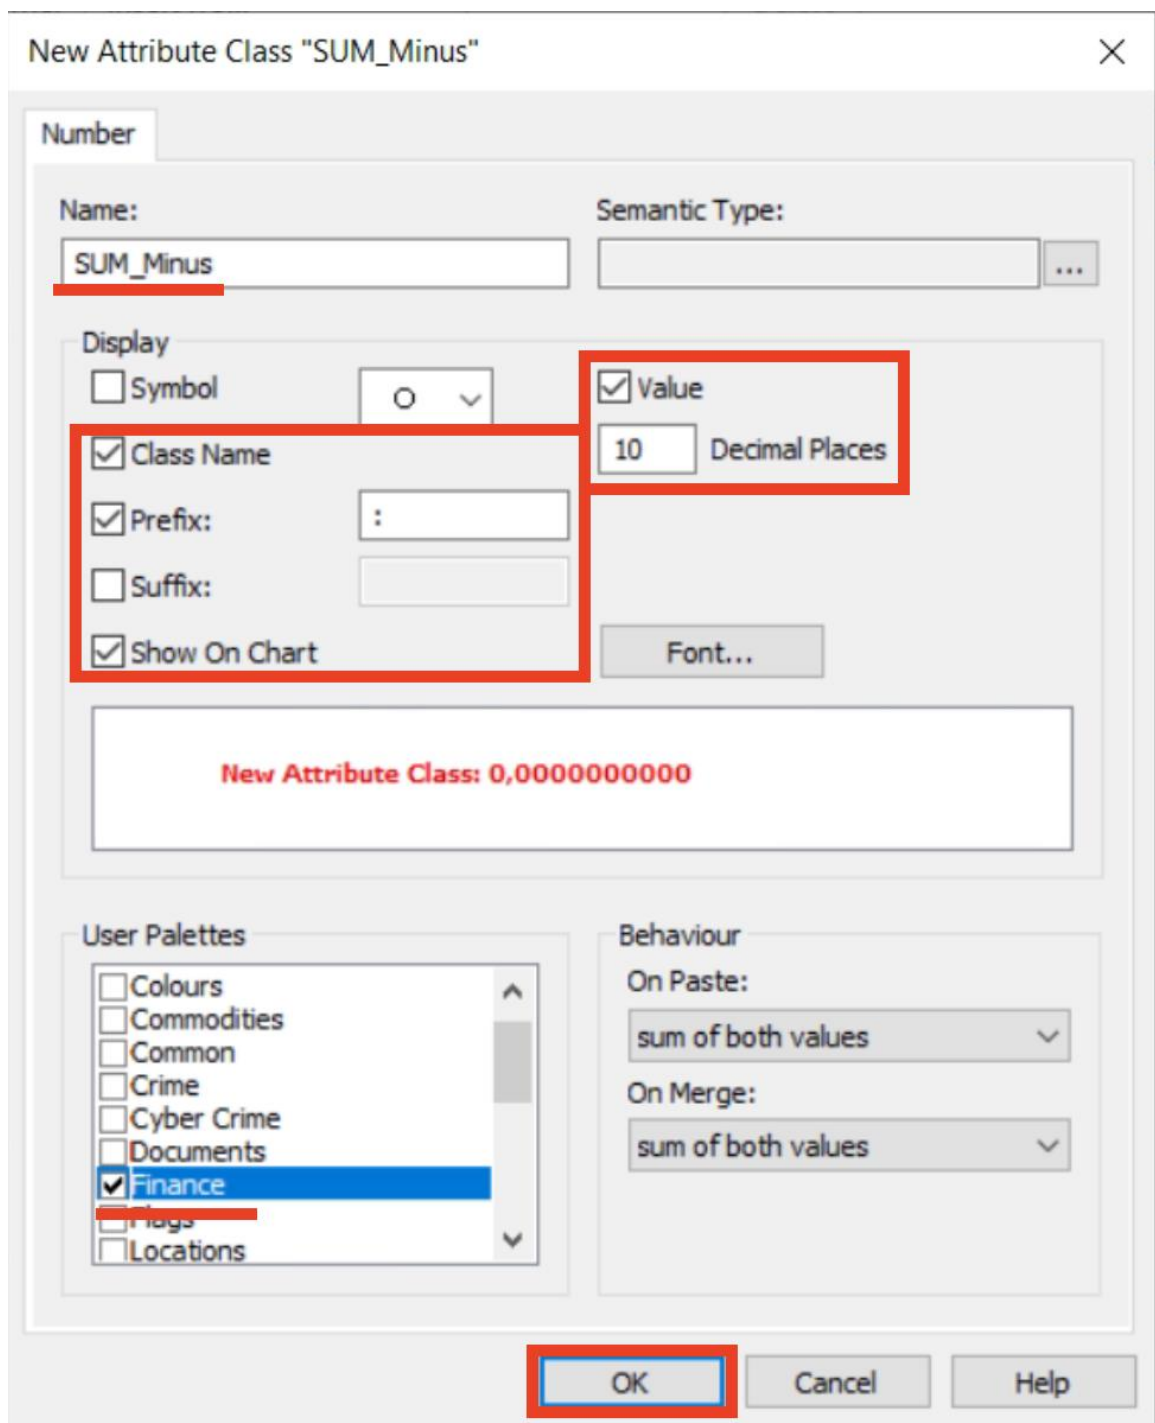 New Attribute Class "SUM_Minus"
Number
Name:
Semantic Type:
SUM_Minus
...
Display
Symbol
Value
Class Name
10 Decimal Places
Prefix: :
Suffix:
Show On Chart
Font...
New Attribute Class: 0,0000000000
User Palettes
Colours
Commodities
Common
Crime
Cyber Crime
Documents
Finance
Flags
Locations
Behaviour
On Paste:
sum of both values
On Merge:
sum of both values
OK
Cancel
Help